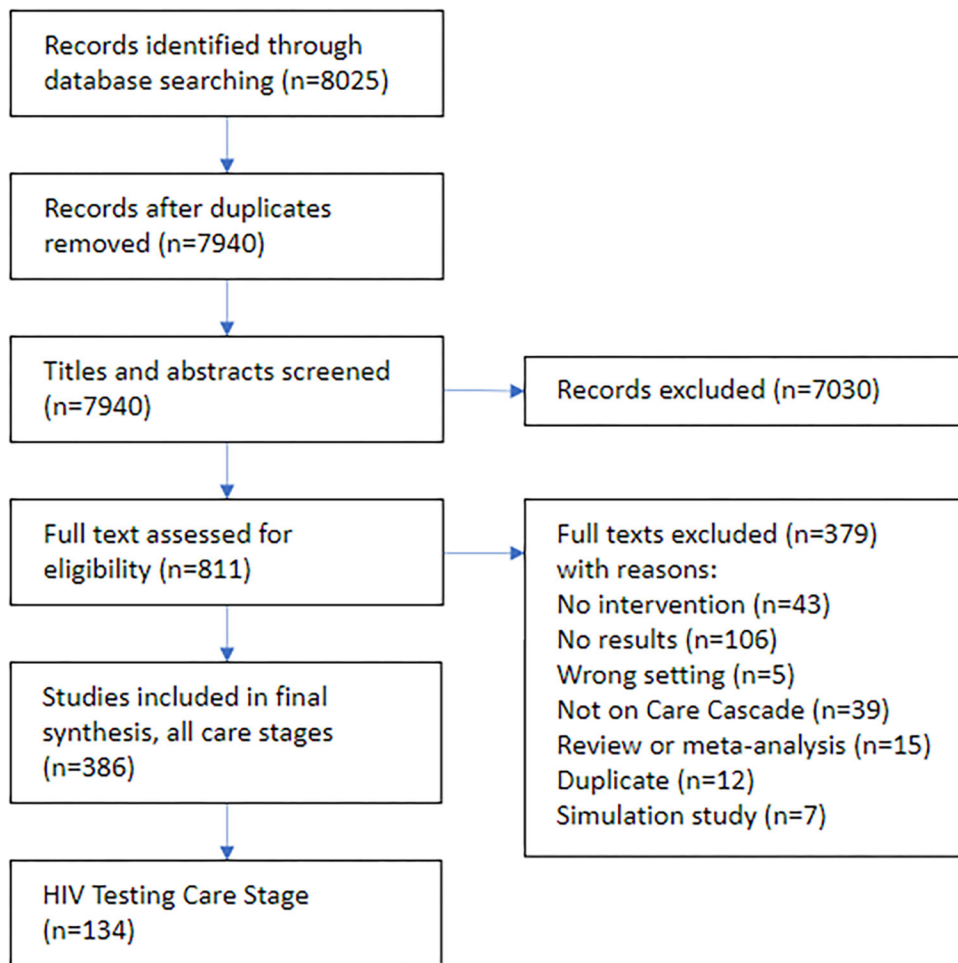 Records identified through
database searching (n=8025)
Records after duplicates
removed (n=7940)
Titles and abstracts screened
(n=7940)
Records excluded (n=7030)
Full text assessed for
eligibility (n=811)
Full texts excluded (n=379)
with reasons:
No intervention (n=43)
No results (n=106)
Wrong setting (n=5)
Not on Care Cascade (n=39)
Review or meta-analysis (n=15)
Duplicate (n=12)
Simulation study (n=7)
Studies included in final
synthesis, all care stages
(n=386)
HIV Testing Care Stage
(n=134)